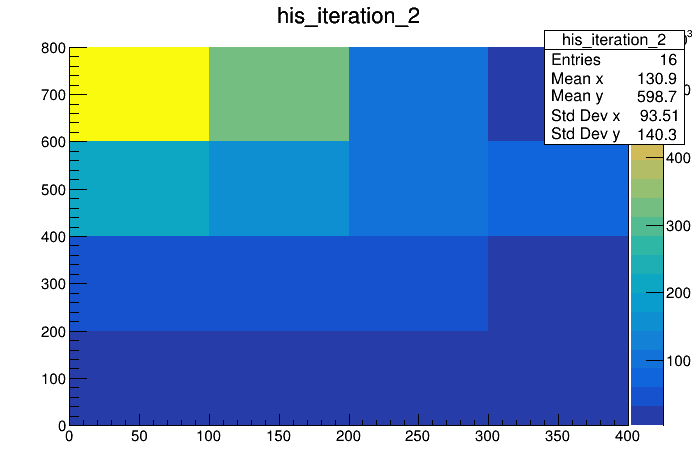 his_iteration_2
his_iteration_2
Entries 16
Mean x 130.9
Mean y 598.7
Std Dev x 93.51
Std Dev y 140.3
800
700
600
500
400
300
200
100
0
0 50 100 150 200 250 300 350 400
400
300
200
100